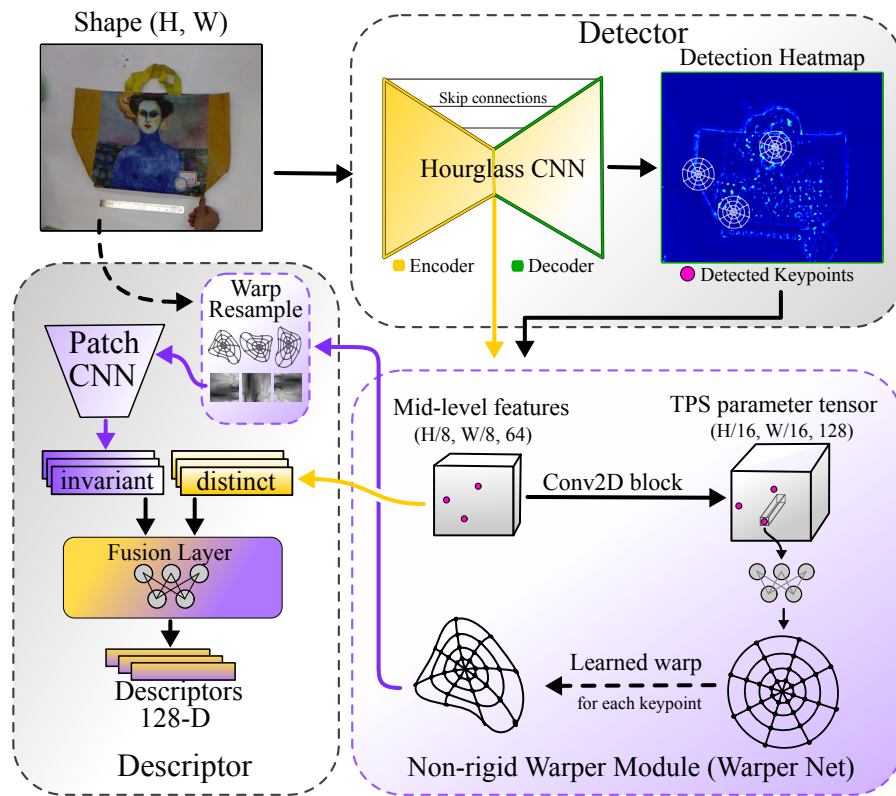 Shape (H, W)
Detector
Detection Heatmap
Skip connections
Hourglass CNN
Encoder
Decoder
Detected Keypoints
Warp
Resample
Patch
CNN
invariant
distinct
Fusion Layer
Descriptors
128-D
Descriptor
Mid-level features
(H/8, W/8, 64)
Conv2D block
TPS parameter tensor
(H/16, W/16, 128)
Learned warp
for each keypoint
Non-rigid Warper Module (Warper Net)